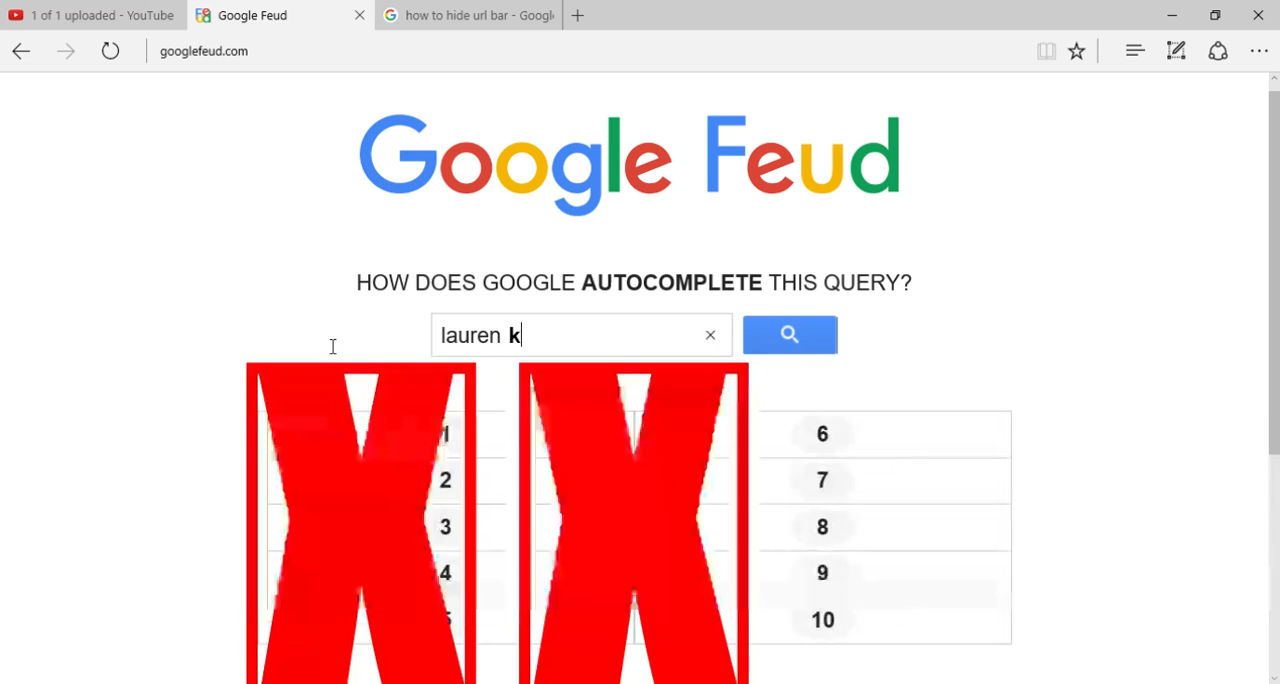 1 of 1 uploaded - YouTube
Google Feud
how to hide url bar - Googl
googlefeud.com
Google Feud
HOW DOES GOOGLE AUTOCOMPLETE THIS QUERY?
lauren k
X X
1 6
2 7
3 8
4 9
5 10